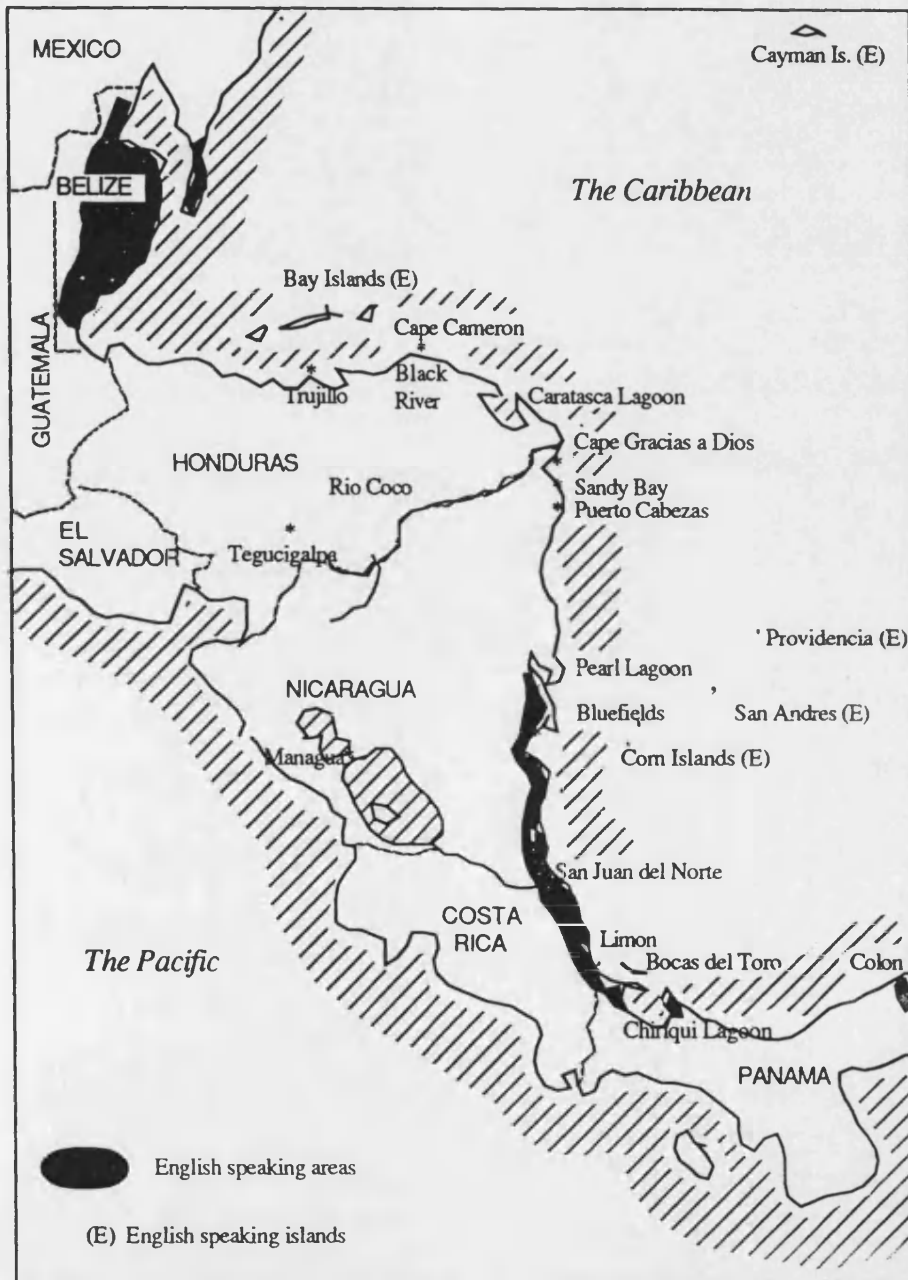 MEXICO
Cayman Is. (E)
BELIZE
The Caribbean
Bay Islands (E)
GUATEMALA
Cape Cameron
Trujillo
Black
River
Caratasca Lagoon
Cape Gracias a Dios
HONDURAS
Rio Coco
Sandy Bay
Puerto Cabezas
EL
SALVADOR
Tegucigalpa
Providencia (E)
Pearl Lagoon
NICARAGUA
Bluefields
San Andres (E)
Managua
Corn Islands (E)
San Juan del Norte
COSTA
RICA
Limon
The Pacific
Bocas del Toro
Colon
Chiriqui Lagoon
PANAMA
English speaking areas
(E) English speaking islands